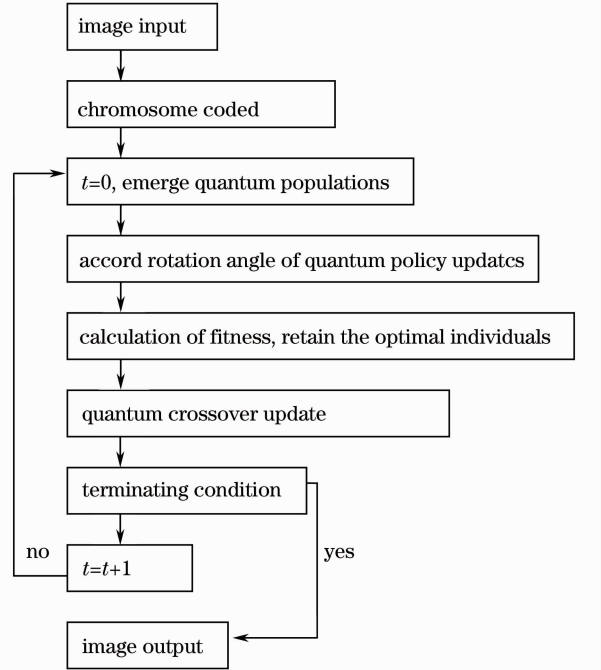 image input
chromosome coded
t=0, emerge quantum populations
accord rotation angle of quantum policy updatcs
calculation of fitness, retain the optimal individuals
quantum crossover update
terminating condition
no
yes
t=t+1
image output